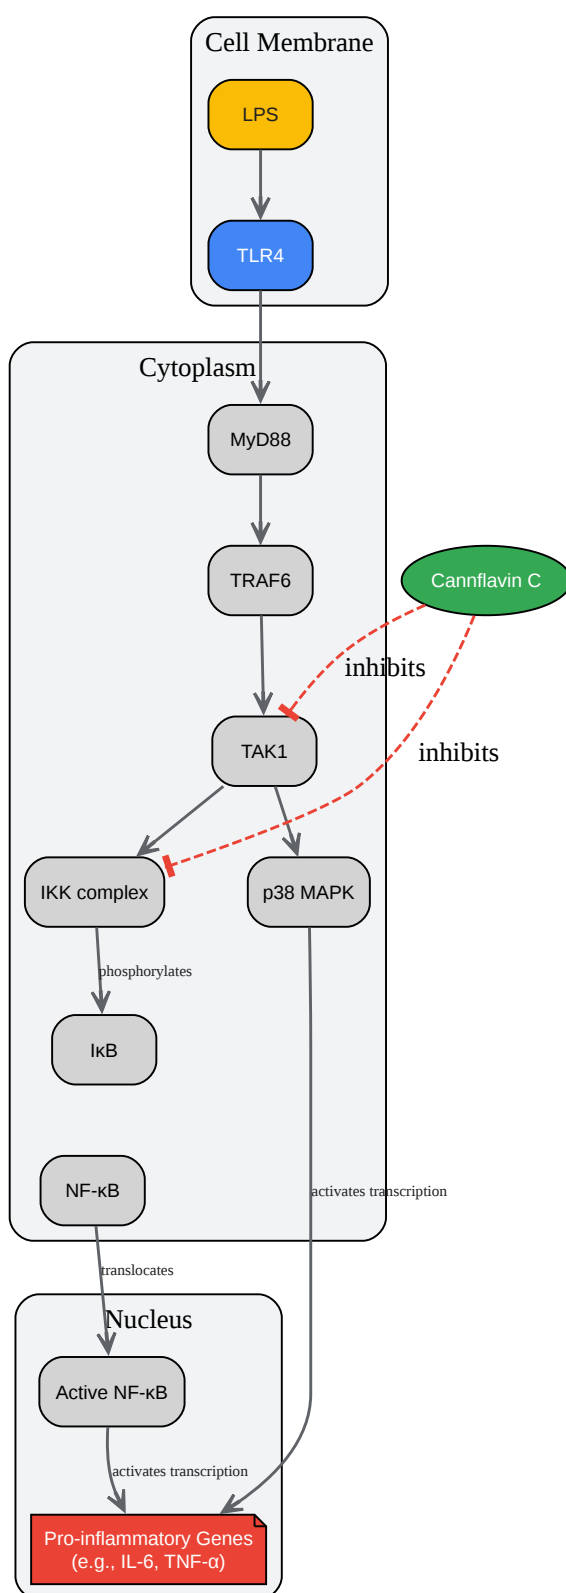 Cell Membrane
LPS
TLR4
Cytoplasm
MyD88
TRAF6
Cannflavin C
inhibits
TAK1
inhibits
IKK complex
p38 MAPK
phosphorylates
IκB
NF-κB
activates transcription
translocates
Nucleus
Active NF-κB
activates transcription
Pro-inflammatory Genes
(e.g., IL-6, TNF-α)